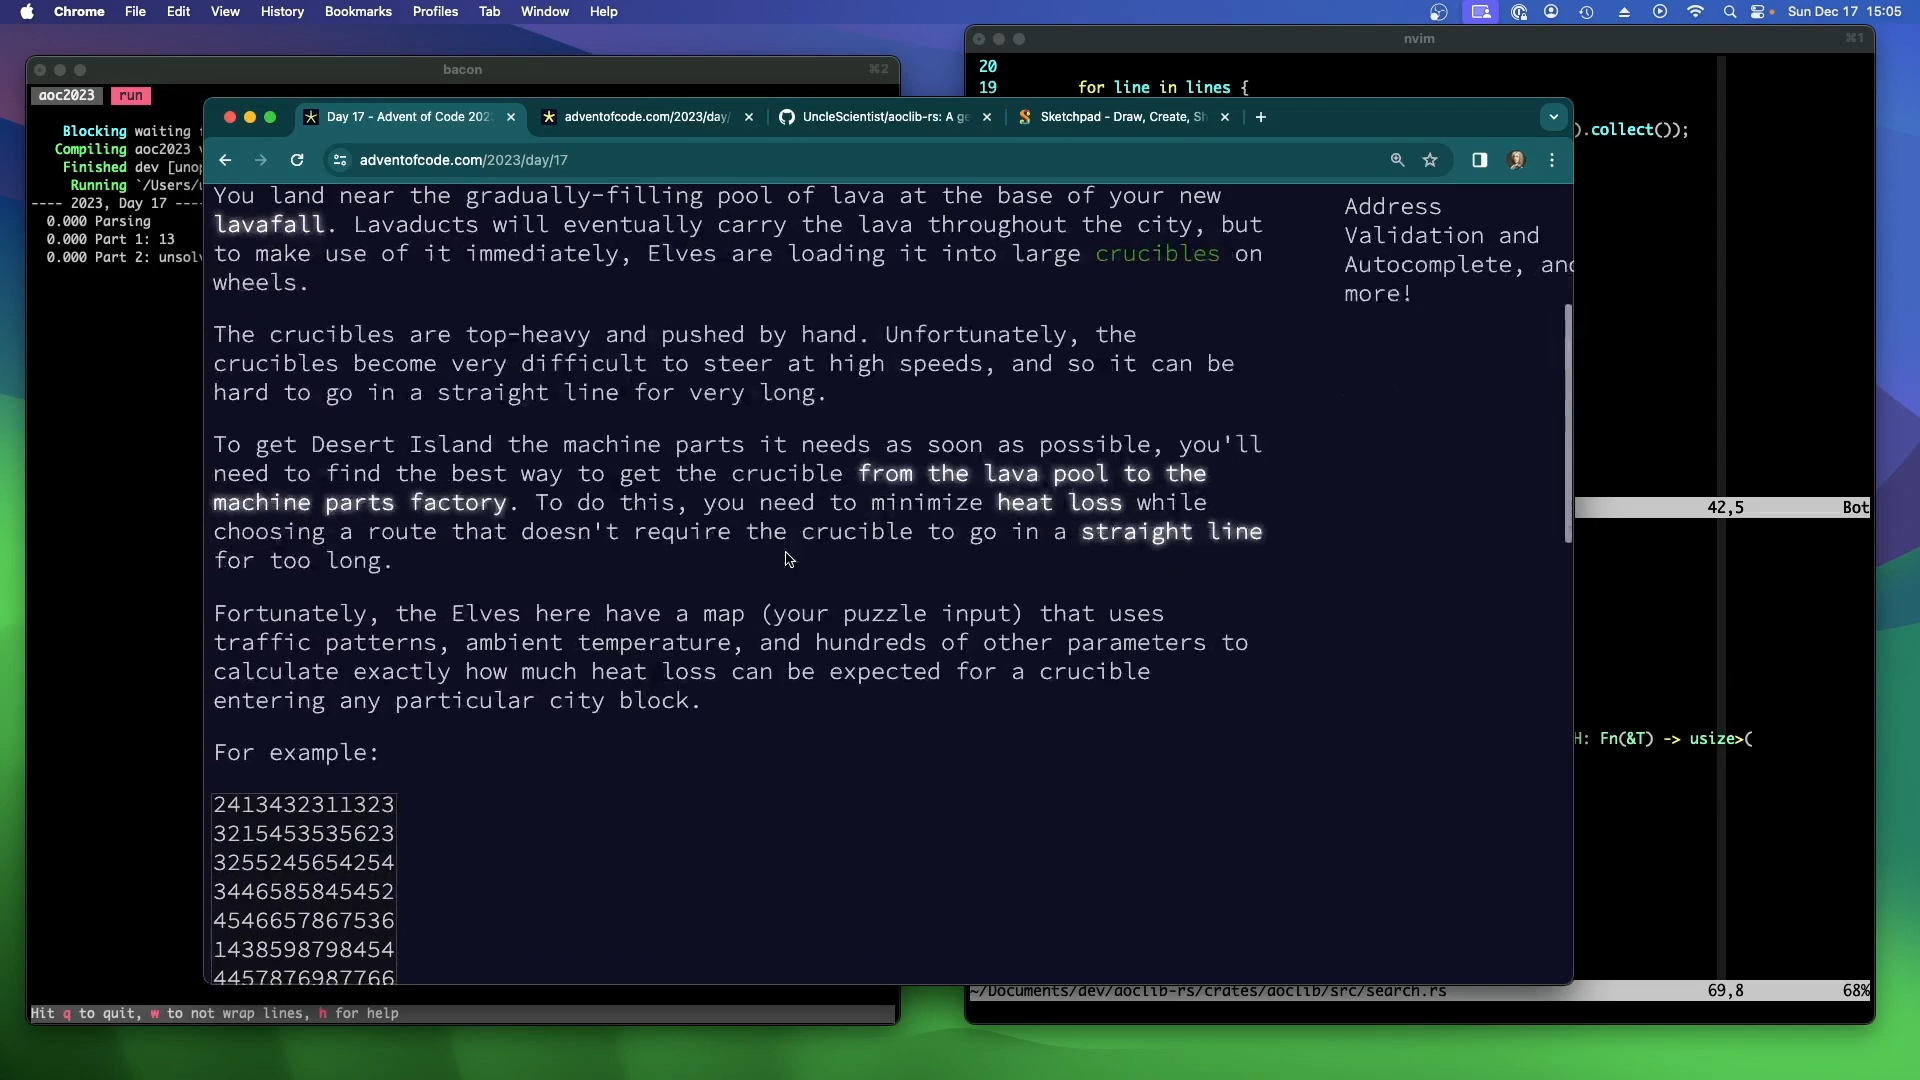 Chrome File Edit View History Bookmarks Profiles Tab Window Help
Sun Dec 17 15:05
bacon
⌘2
aoc2023 run
Blocking waiting
Compiling aoc2023
Finished dev [unop
Running `/Users/
---- 2023, Day 17 ----
0.000 Parsing
0.000 Part 1: 13
0.000 Part 2: unsolv
Hit q to quit, w to not wrap lines, h for help
nvim
⌘1
20
19 for line in lines {
).collect());
42,5 Bot
H: Fn(&T) -> usize>(
~/Documents/dev/aoclib-rs/crates/aoclib/src/search.rs 69,8 68%
Day 17 - Advent of Code 202
adventofcode.com/2023/day/
UncleScientist/aoclib-rs: A ge
Sketchpad - Draw, Create, Sh
adventofcode.com/2023/day/17
You land near the gradually-filling pool of lava at the base of your new
lavafall. Lavaducts will eventually carry the lava throughout the city, but
to make use of it immediately, Elves are loading it into large crucibles on
wheels.
The crucibles are top-heavy and pushed by hand. Unfortunately, the
crucibles become very difficult to steer at high speeds, and so it can be
hard to go in a straight line for very long.
To get Desert Island the machine parts it needs as soon as possible, you'll
need to find the best way to get the crucible from the lava pool to the
machine parts factory. To do this, you need to minimize heat loss while
choosing a route that doesn't require the crucible to go in a straight line
for too long.
Fortunately, the Elves here have a map (your puzzle input) that uses
traffic patterns, ambient temperature, and hundreds of other parameters to
calculate exactly how much heat loss can be expected for a crucible
entering any particular city block.
For example:
2413432311323
3215453535623
3255245654254
3446585845452
4546657867536
1438598798454
4457876987766
Address
Validation and
Autocomplete, and
more!